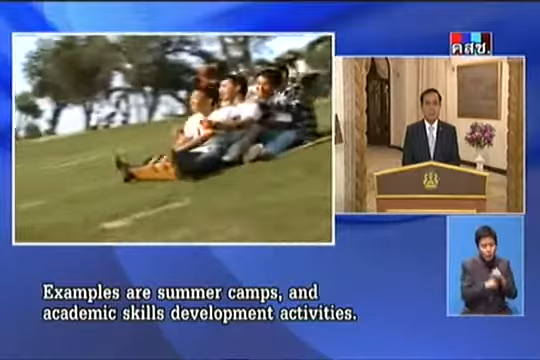 คสช.
Examples are summer camps, and
academic skills development activities.